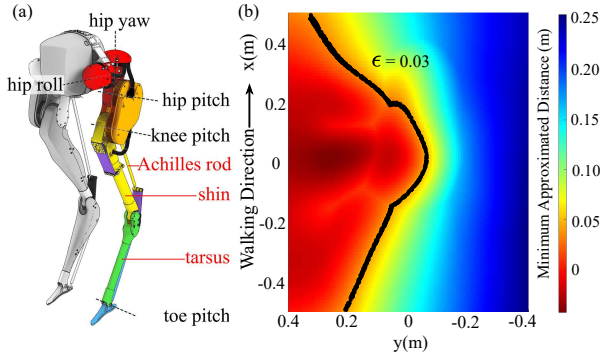 (a)
hip yaw
hip roll
hip pitch
knee pitch
Achilles rod
shin
tarsus
toe pitch
(b)
Walking Direction → x(m)
0.4
0.2
0
-0.2
-0.4
ϵ = 0.03
0.4 0.2 0 -0.2 -0.4
y(m)
0.25
0.20
0.15
0.10
0.05
0
Minimum Approximated Distance (m)